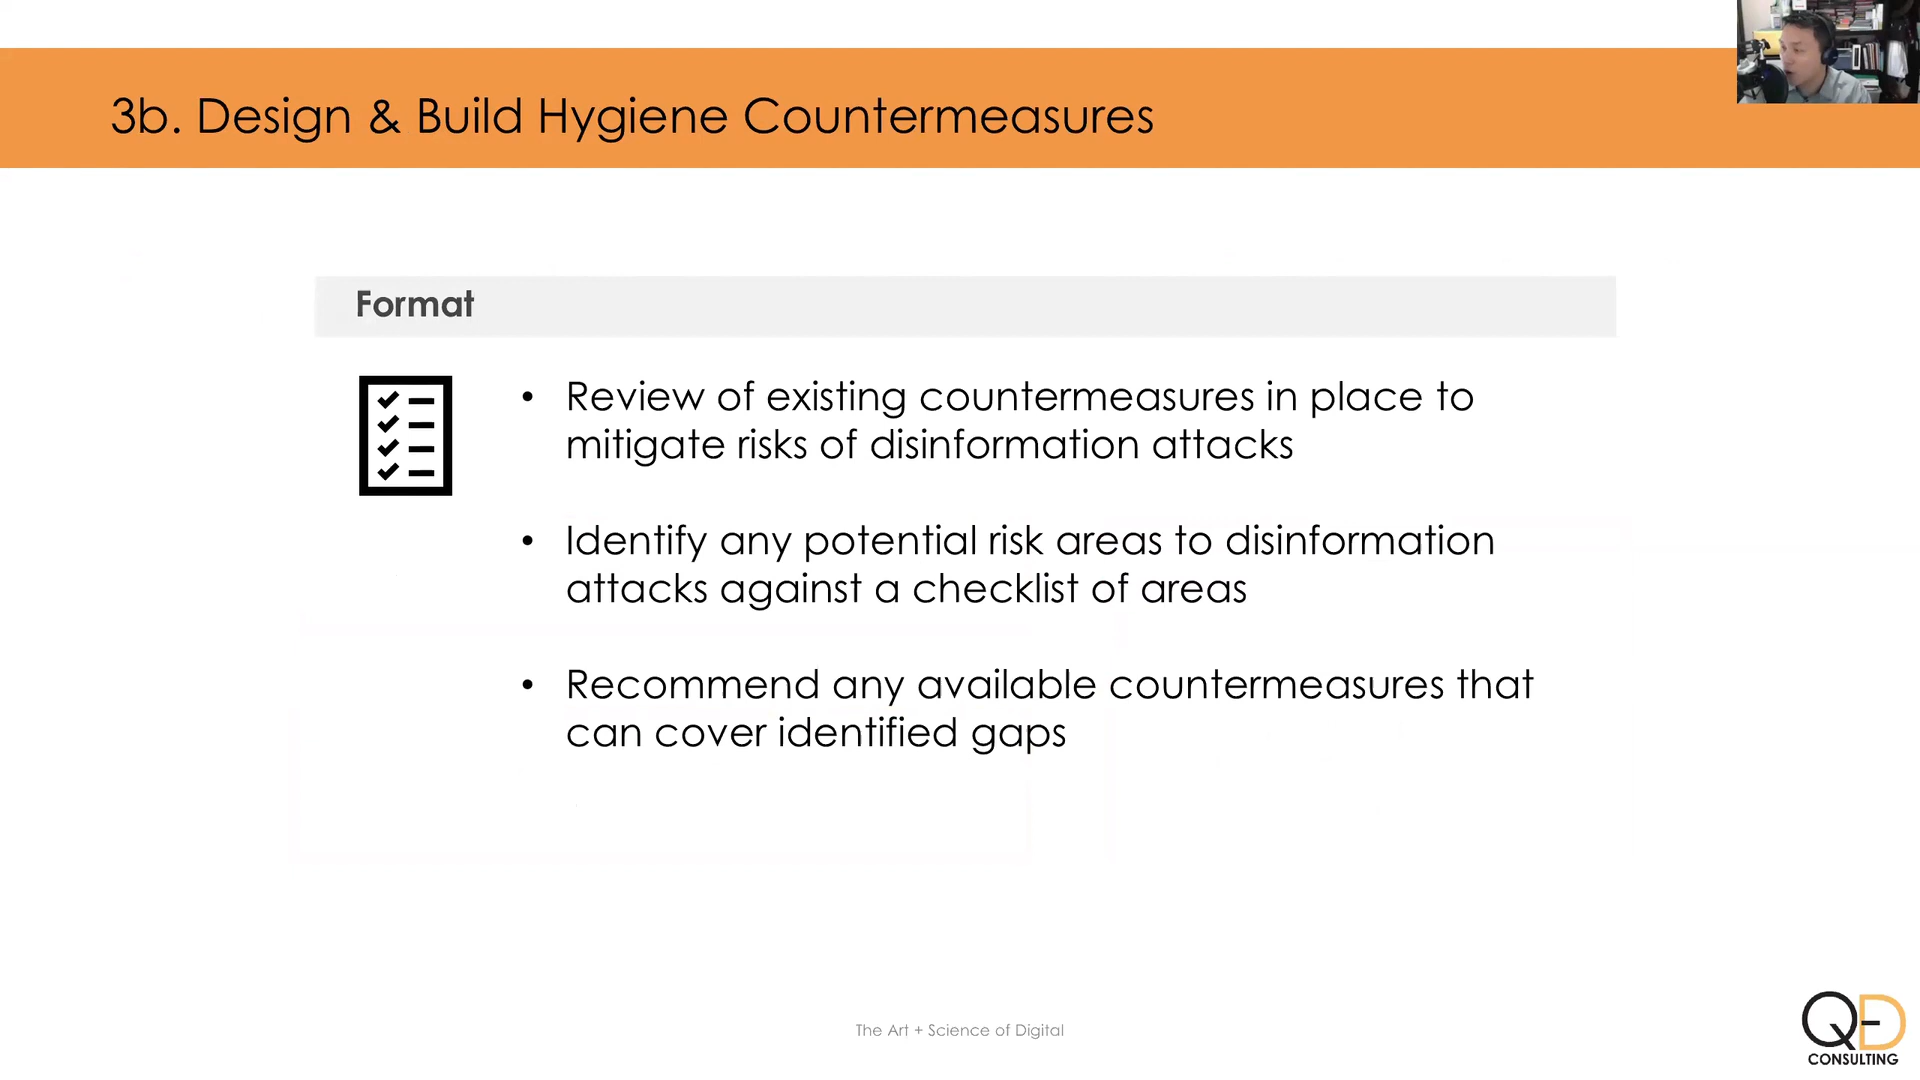 3b. Design & Build Hygiene Countermeasures
Format
• Review of existing countermeasures in place to
mitigate risks of disinformation attacks
• Identify any potential risk areas to disinformation
attacks against a checklist of areas
• Recommend any available countermeasures that
can cover identified gaps
The Art + Science of Digital
QED
CONSULTING